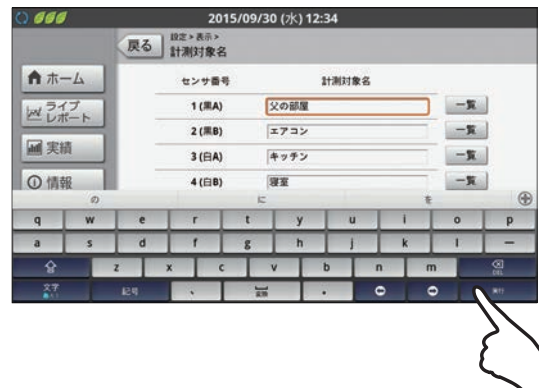 2015/09/30 (水) 12:34
戻る
設定 > 表示 >
計測対象名
ホーム
ライブ
レポート
実績
情報
センサ番号 計測対象名
1 (黒A) 父の部屋 一覧
2 (黒B) エアコン 一覧
3 (白A) キッチン 一覧
4 (白B) 寝室 一覧
の に を
q w e r t y u i o p
a s d f g h j k l ー
z x c v b n m DEL
文字 記号 、 変換 . 実行